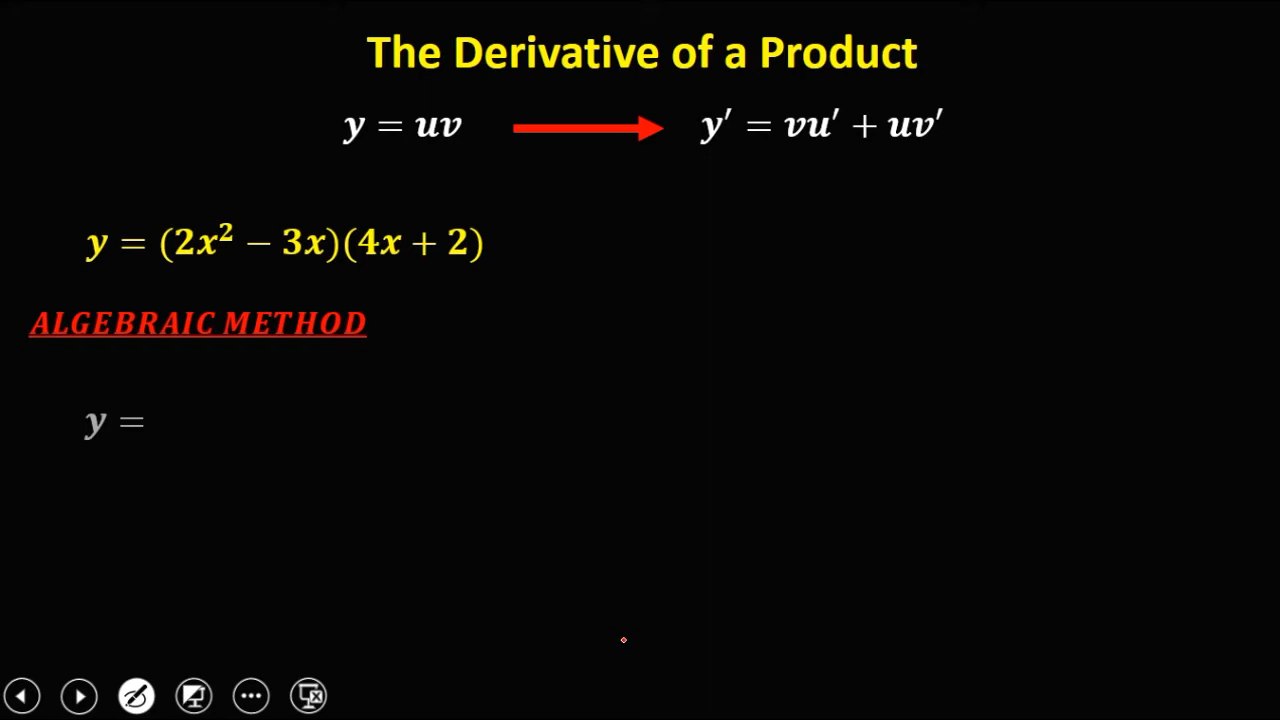 The Derivative of a Product
y = uv → y′ = vu′ + uv′
y = (2x² − 3x)(4x + 2)
ALGEBRAIC METHOD
y =